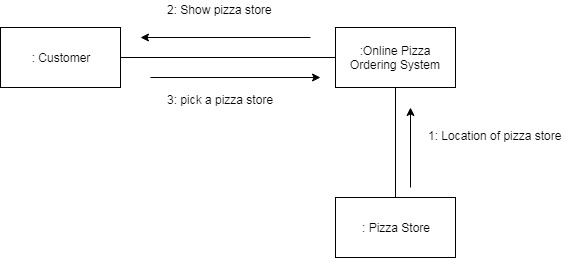 2: Show pizza store
: Customer
:Online Pizza
Ordering System
3: pick a pizza store
1: Location of pizza store
: Pizza Store